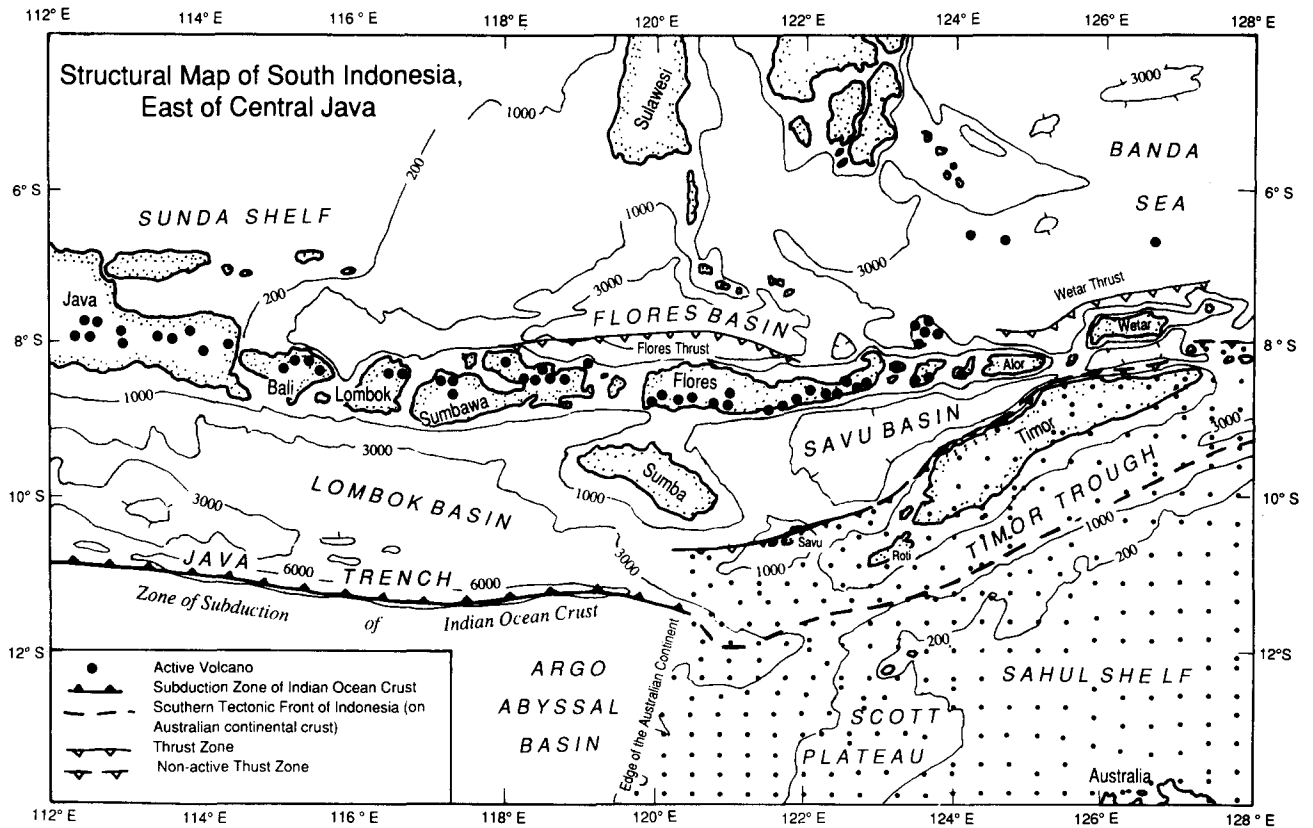 112° E
114° E
116° E
118° E
120° E
122° E
124° E
126° E
128° E
Structural Map of South Indonesia,
East of Central Java
3000
1000
Sulawesi
200
BANDA
SEA
6° S
6° S
SUNDA SHELF
1000
3000
3000
200
Wetar Thrust
Java
FLORES BASIN
Wetar
8° S
Flores Thrust
8° S
Alor
Bali
Lombok
Sumbawa
Flores
1000
SAVU BASIN
Timor
3000
3000
Sumba
1000
LOMBOK BASIN
3000
10° S
10° S
TIMOR TROUGH
1000
Savu
Roti
3000
1000
200
JAVA TRENCH
6000
6000
Zone of Subduction of Indian Ocean Crust
200
12° S
12° S
Edge of the Australian Continent
ARGO
ABYSSAL
BASIN
SAHUL SHELF
SCOTT
PLATEAU
Australia
Active Volcano
Subduction Zone of Indian Ocean Crust
Southern Tectonic Front of Indonesia (on
Australian continental crust)
Thrust Zone
Non-active Thust Zone
112° E
114° E
116° E
118° E
120° E
122° E
124° E
126° E
128° E